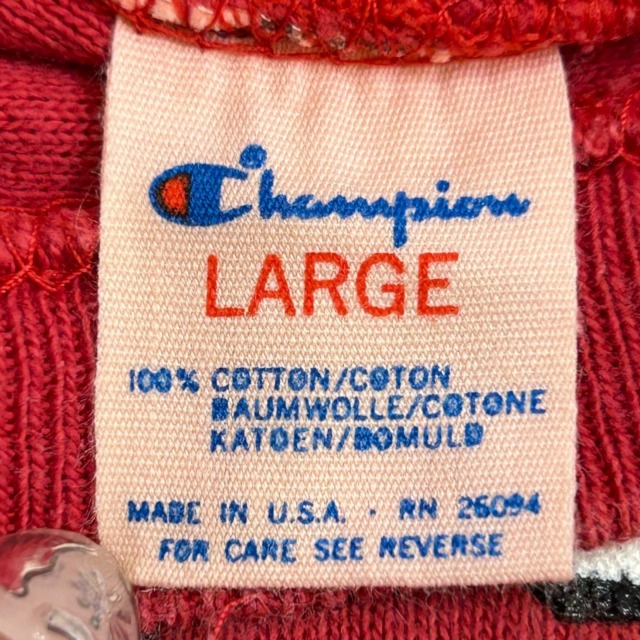 Champion
LARGE
100% COTTON/COTON
BAUMWOLLE/COTONE
KATOEN/BOMULD
MADE IN U.S.A. · RN 26094
FOR CARE SEE REVERSE